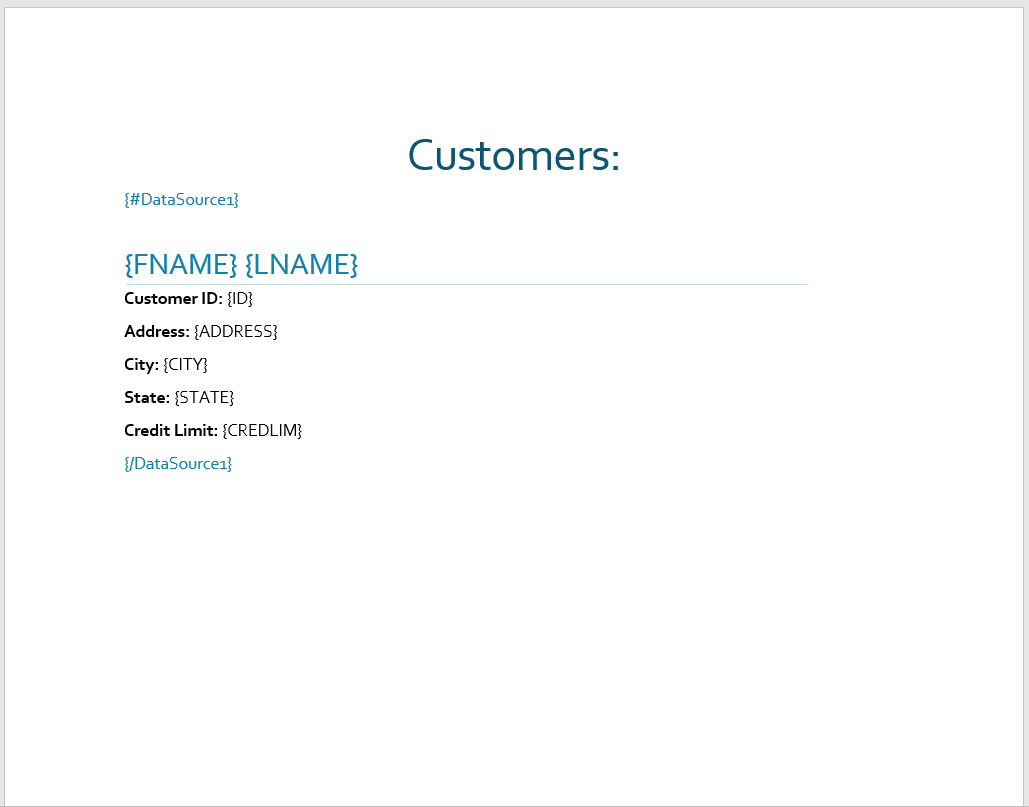 Customers:
{#DataSource1}
{FNAME} {LNAME}
Customer ID: {ID}
Address: {ADDRESS}
City: {CITY}
State: {STATE}
Credit Limit: {CREDLIM}
{/DataSource1}